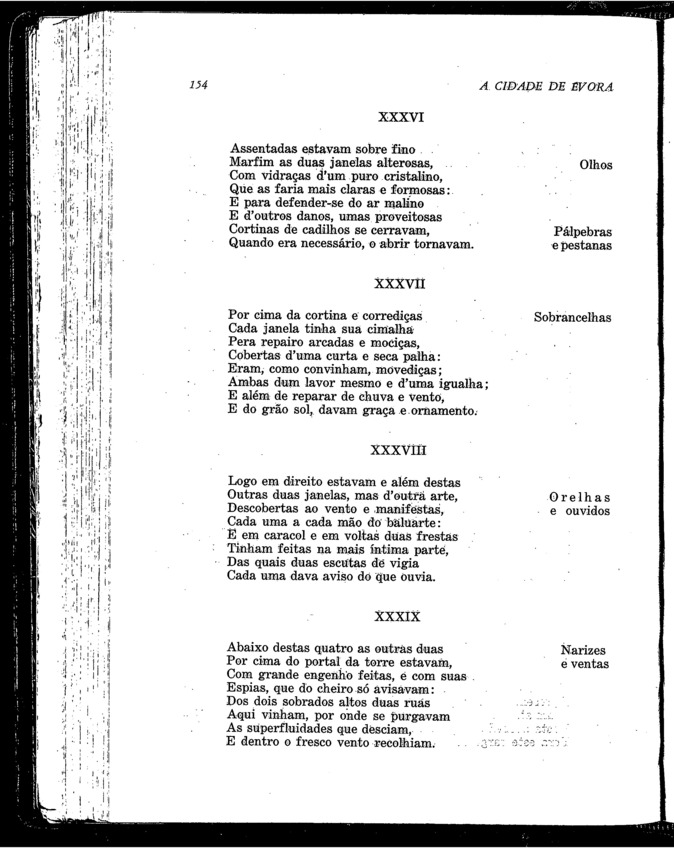 154
A CIDADE DE ÉVORA
XXXVI
Assentadas estavam sobre fino
Marfim as duas janelas alterosas,
Olhos
Com vidraças d'um puro cristalino,
Que as faria mais claras e formosas:
E para defender-se do ar malino
E d'outros danos, umas proveitosas
Cortinas de cadilhos se cerravam,
Pálpebras
Quando era necessário, o abrir tornavam.
e pestanas
XXXVII
Por cima da cortina e corrediças
Sobrancelhas
Cada janela tinha sua cimalha
Pera repairo arcadas e mociças,
Cobertas d'uma curta e seca palha:
Eram, como convinham, movediças;
Ambas dum lavor mesmo e d'uma igualha;
E além de reparar de chuva e vento,
E do grão sol, davam graça e ornamento.
XXXVIII
Logo em direito estavam e além destas
Outras duas janelas, mas d'outra arte,
Orelhas
Descobertas ao vento e manifestas,
e ouvidos
Cada uma a cada mão do baluarte:
E em caracol e em voltas duas frestas
Tinham feitas na mais íntima parte,
Das quais duas escutas de vigia
Cada uma dava aviso do que ouvia.
XXXIX
Abaixo destas quatro as outras duas
Narizes
Por cima do portal da torre estavam,
e ventas
Com grande engenho feitas, e com suas
Espias, que do cheiro só avisavam:
Dos dois sobrados altos duas ruas
Aqui vinham, por onde se purgavam
As superfluidades que desciam,
E dentro o fresco vento recolhiam.